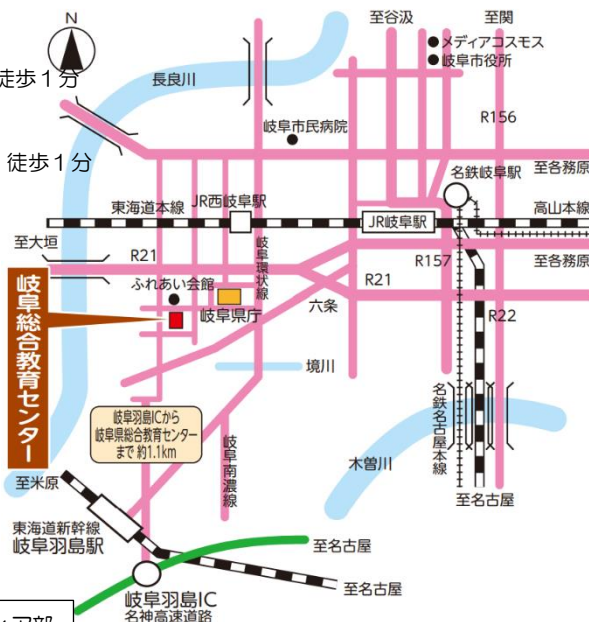 N
至谷汲
至関
メディアコスモス
岐阜市役所
徒歩1分
長良川
R156
岐阜市民病院
徒歩1分
至各務原
名鉄岐阜駅
東海道本線
JR西岐阜駅
JR岐阜駅
高山本線
至大垣
R21
岐阜環状線
R157
至各務原
ふれあい会館
R21
岐阜県庁
六条
R22
岐阜総合教育センター
境川
岐阜羽島ICから
岐阜県総合教育センター
まで 約1.1km
岐阜南濃線
名鉄名古屋本線
木曽川
至米原
至名古屋
東海道新幹線
岐阜羽島駅
至名古屋
至名古屋
岐阜羽島IC
名神高速道路
ィア部